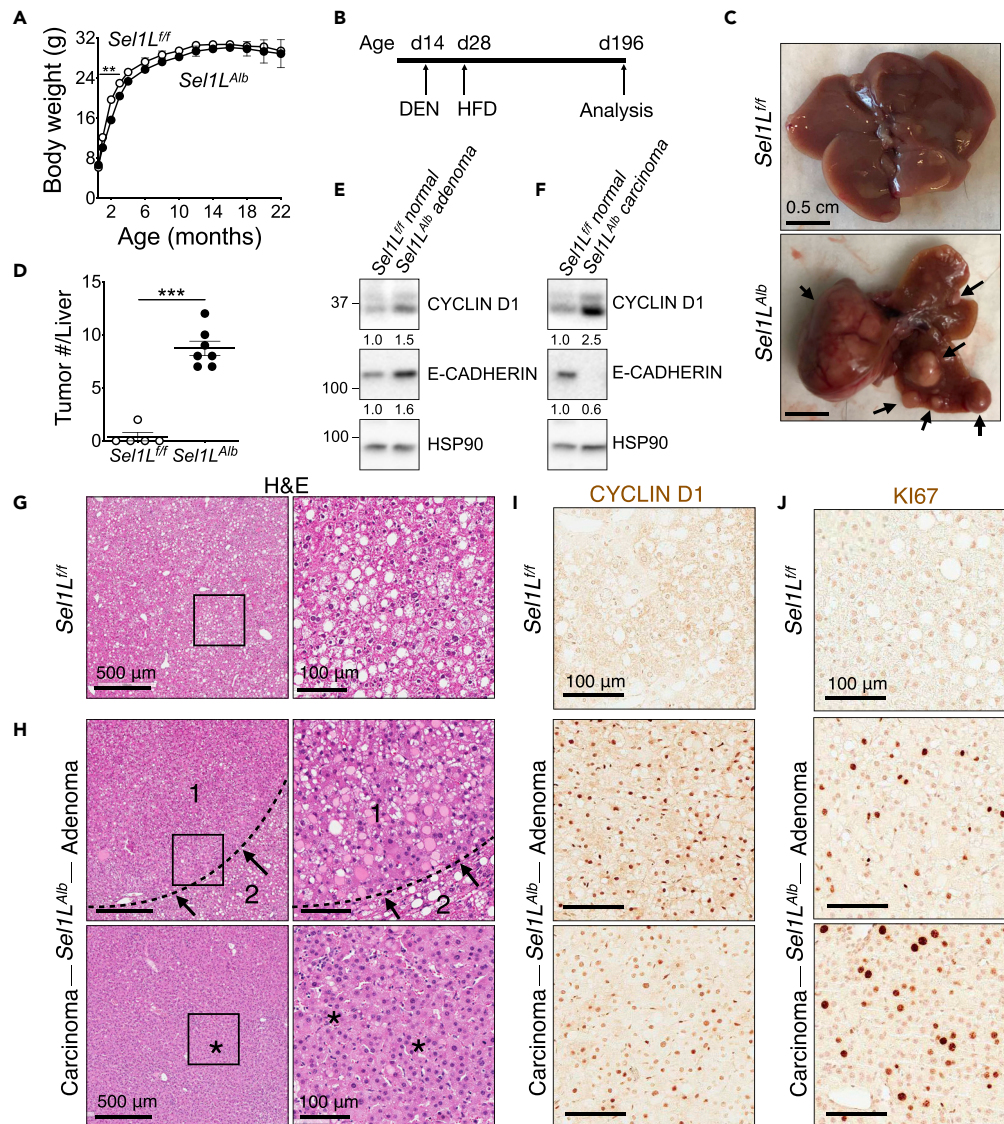 A
Body weight (g)
32
24
16
8
0
**
Sel1L^f/f
Sel1L^Alb
2 6 10 14 18 22
Age (months)
B
Age d14 d28 d196
DEN HFD Analysis
C
Sel1L^f/f
0.5 cm
Sel1L^Alb
D
Tumor #/Liver
15
10
5
0
***
Sel1L^f/f Sel1L^Alb
E
Sel1L^f/f normal
Sel1L^Alb adenoma
37
CYCLIN D1
1.0 1.5
100
E-CADHERIN
1.0 1.6
100
HSP90
F
Sel1L^f/f normal
Sel1L^Alb carcinoma
CYCLIN D1
1.0 2.5
E-CADHERIN
1.0 0.6
HSP90
H&E
G
Sel1L^f/f
500 µm
100 µm
H
Carcinoma — Sel1L^Alb — Adenoma
1
2
1
2
*
500 µm
* *
100 µm
I
CYCLIN D1
Sel1L^f/f
100 µm
Carcinoma — Sel1L^Alb — Adenoma
J
KI67
Sel1L^f/f
100 µm
Carcinoma — Sel1L^Alb — Adenoma